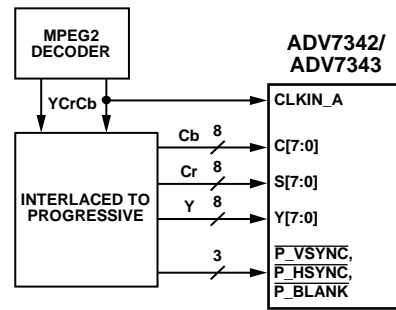 MPEG2
DECODER
YCrCb
ADV7342/
ADV7343
CLKIN_A
Cb 8
C[7:0]
Cr 8
S[7:0]
INTERLACED TO
PROGRESSIVE
Y 8
Y[7:0]
3
P_VSYNC,
P_HSYNC,
P_BLANK